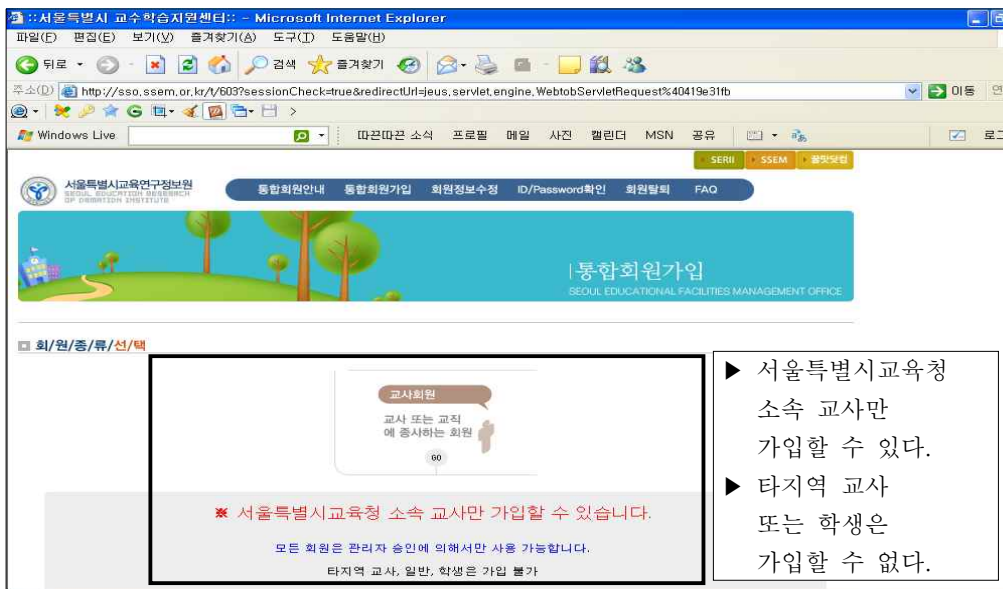 ::서울특별시 교수학습지원센터:: - Microsoft Internet Explorer
파일(F) 편집(E) 보기(V) 즐겨찾기(A) 도구(T) 도움말(H)
뒤로 검색 즐겨찾기
주소(D) http://sso.ssem.or.kr/t/603?sessionCheck=true&redirectUrl=jeus.servlet.engine.WebtobServletRequest%40419e31fb 이동
Windows Live 따끈따끈 소식 프로필 메일 사전 캘린더 MSN 공유
SERII SSEM 꿀맛닷컴
서울특별시교육연구정보원 통합회원안내 통합회원가입 회원정보수정 ID/Password확인 회원탈퇴 FAQ
SEOUL EDUCATION RESEARCH
통합회원가입
SEOUL EDUCATIONAL FACILITIES MANAGEMENT OFFICE
회/원/종/류/선/택
교사회원
교사 또는 교직
에 종사하는 회원
GO
※ 서울특별시교육청 소속 교사만 가입할 수 있습니다.
모든 회원은 관리자 승인에 의해서만 사용 가능합니다.
타지역 교사, 일반, 학생은 가입 불가
▶ 서울특별시교육청
소속 교사만
가입할 수 있다.
▶ 타지역 교사
또는 학생은
가입할 수 없다.